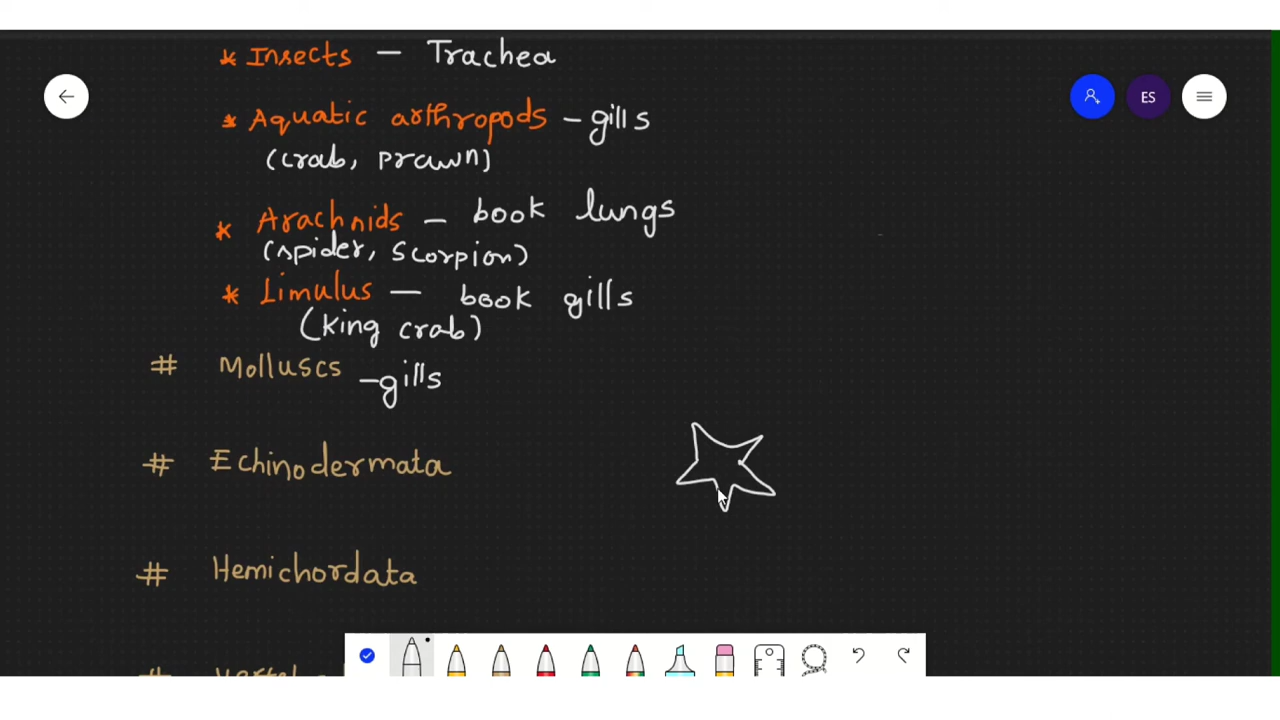 * Insects - Trachea
* Aquatic arthropods - gills
(crab, prawn)
ES
* Arachnids - book lungs
(spider, scorpion)
* Limulus - book gills
(King crab)
# Molluscs - gills
# Echinodermata
# Hemichordata